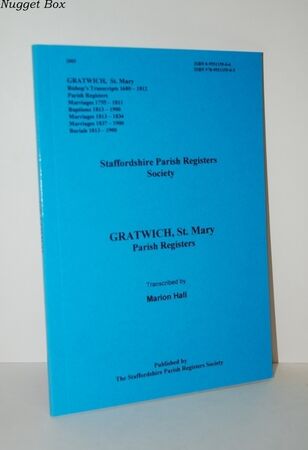 Nugget Box
GRATWICH, St. Mary
Bishop's Transcripts 1680 - 1812
Parish Registers
Marriages 1755 - 1811
Baptisms 1813 - 1900
Marriages 1813 - 1836
Marriages 1837 - 1900
Burials 1813 - 1900
Staffordshire Parish Registers
Society
GRATWICH, St. Mary
Parish Registers
Transcribed by
Marion Hall
Published by
The Staffordshire Parish Registers Society